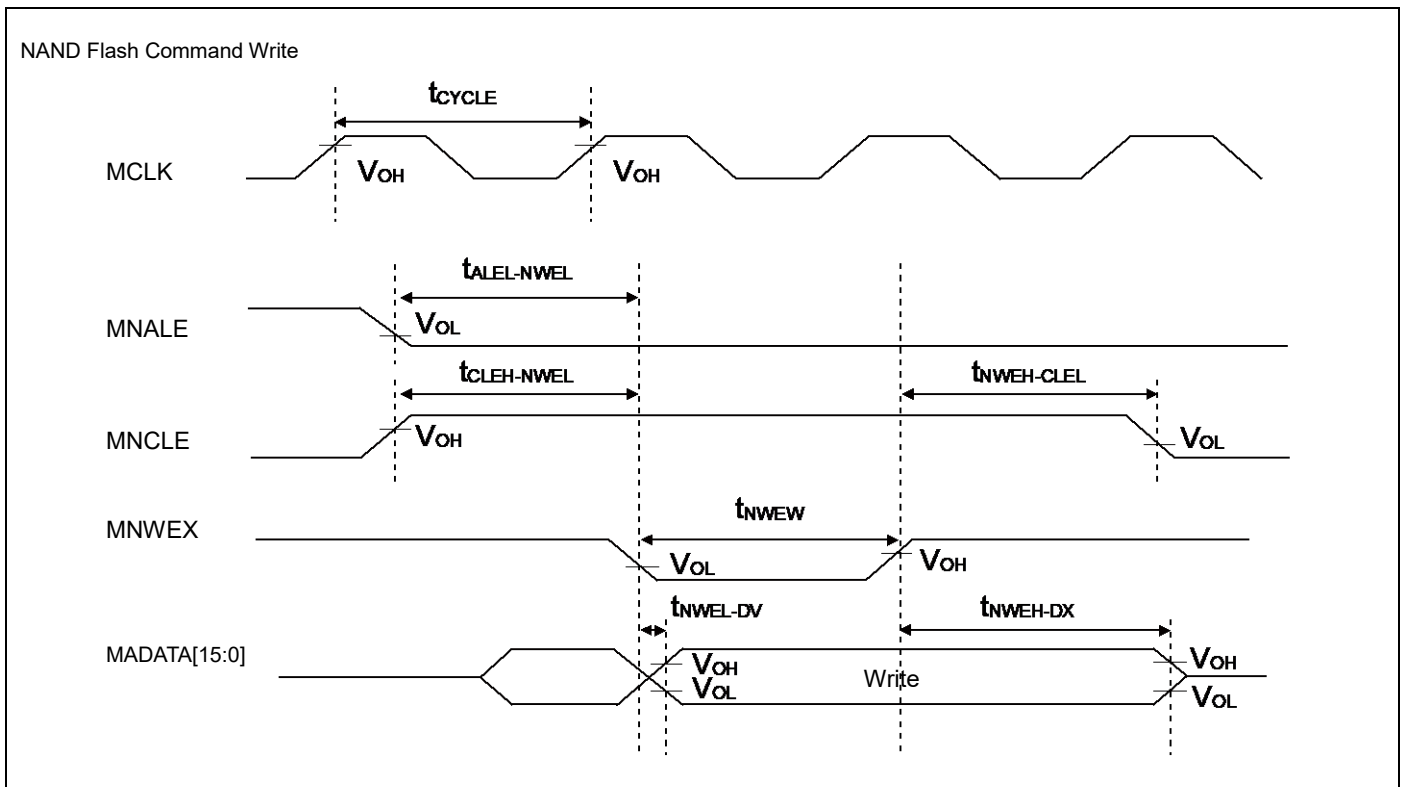 NAND Flash Command Write
tCYCLE
MCLK
VOH
VOH
tALEL-NWEL
MNALE
VOL
tCLEH-NWEL
tNWEH-CLEL
MNCLE
VOH
VOL
tNWEW
MNWEX
VOL
VOH
tNWEL-DV
tNWEH-DX
MADATA[15:0]
VOH
VOL
Write
VOH
VOL